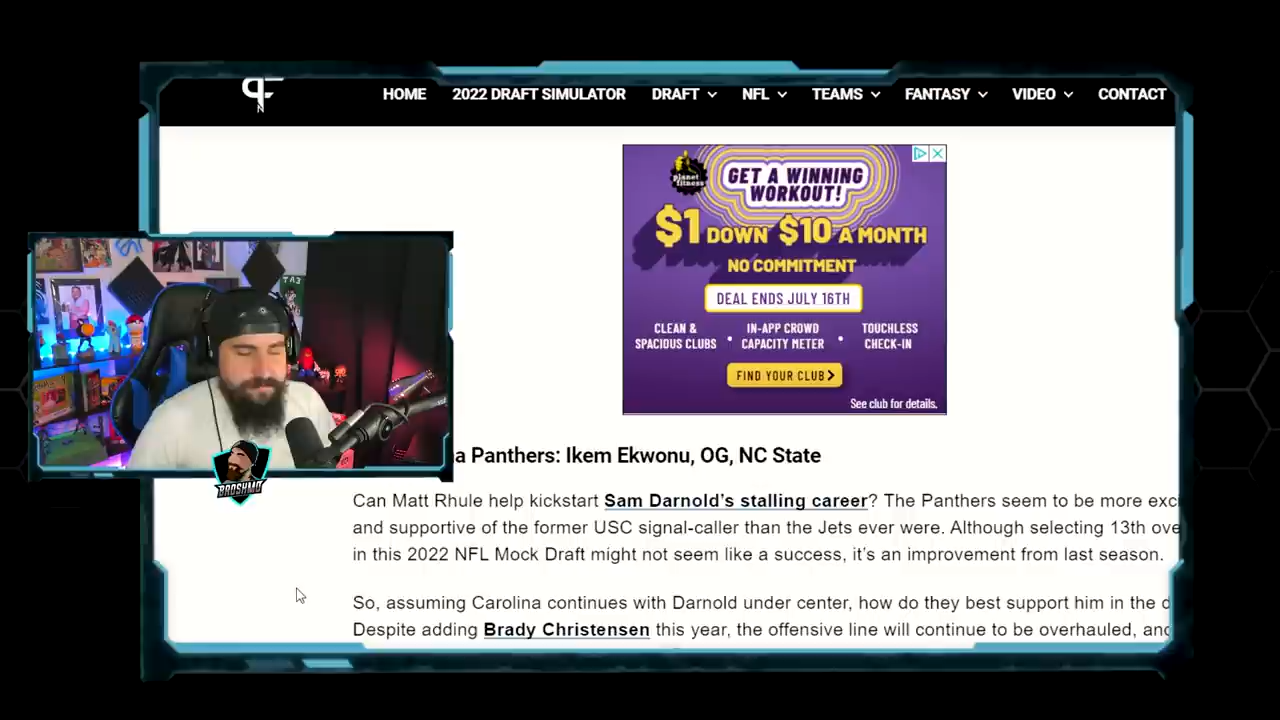 HOME 2022 DRAFT SIMULATOR DRAFT NFL TEAMS FANTASY VIDEO CONTACT
planet fitness
GET A WINNING
WORKOUT!
$1 DOWN $10 A MONTH
NO COMMITMENT
DEAL ENDS JULY 16TH
CLEAN &
SPACIOUS CLUBS
IN-APP CROWD
CAPACITY METER
TOUCHLESS
CHECK-IN
FIND YOUR CLUB
See club for details.
BROSHMO
a Panthers: Ikem Ekwonu, OG, NC State
Can Matt Rhule help kickstart Sam Darnold's stalling career? The Panthers seem to be more exci
and supportive of the former USC signal-caller than the Jets ever were. Although selecting 13th ove
in this 2022 NFL Mock Draft might not seem like a success, it's an improvement from last season.
So, assuming Carolina continues with Darnold under center, how do they best support him in the d
Despite adding Brady Christensen this year, the offensive line will continue to be overhauled, and